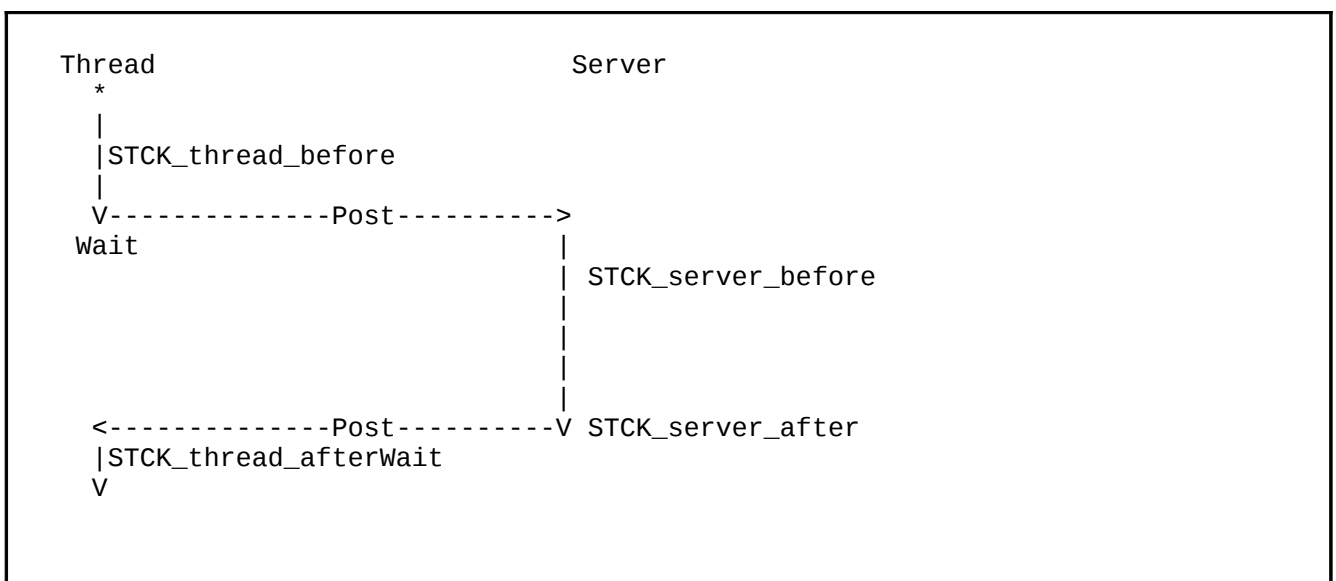 Thread                          Server
  *
  |
  |STCK_thread_before
  |
  V--------------Post---------->
 Wait                          |
                               | STCK_server_before
                               |
                               |
                               |
                               |
  <--------------Post----------V STCK_server_after
  |STCK_thread_afterWait
  V